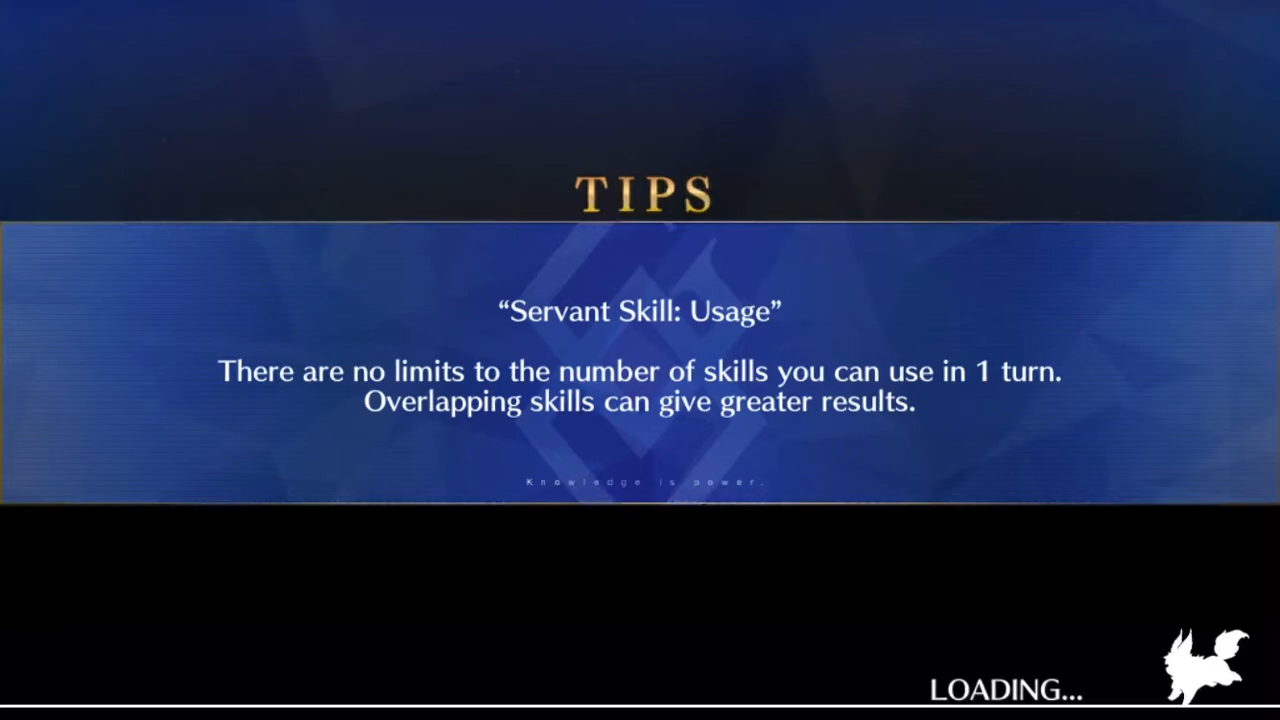 TIPS
“Servant Skill: Usage”
There are no limits to the number of skills you can use in 1 turn.
Overlapping skills can give greater results.
Knowledge is power.
LOADING...